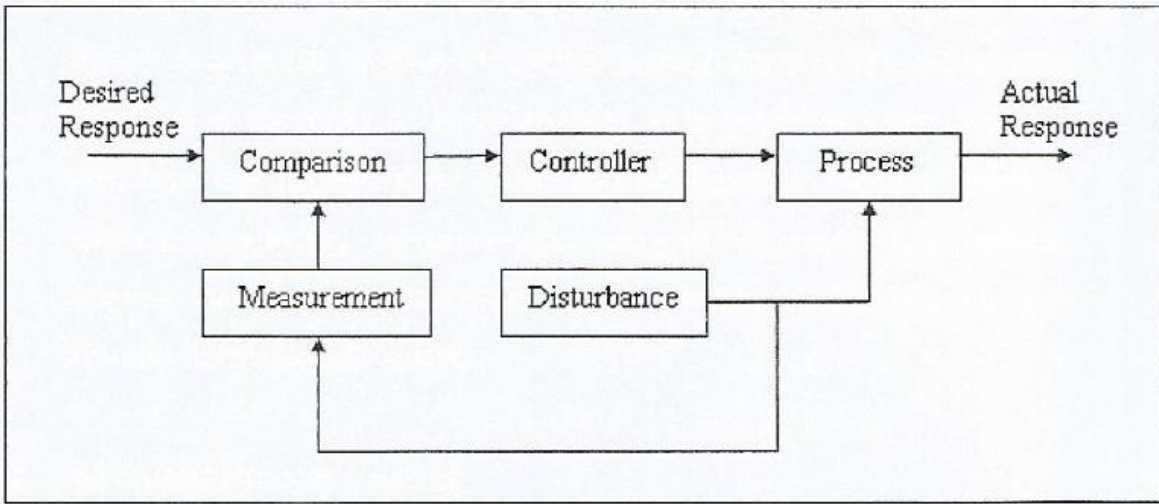 Desired
Response
Actual
Response
Comparison
Controller
Process
Measurement
Disturbance